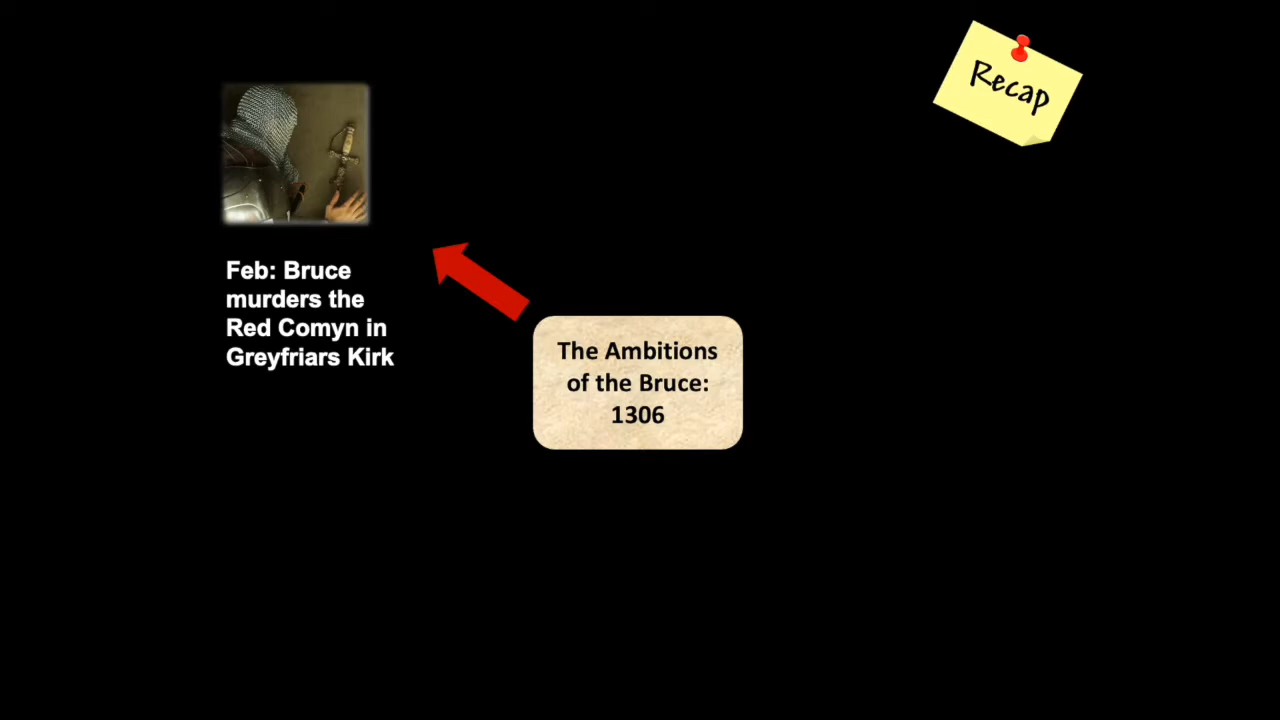 Recap
Feb: Bruce
murders the
Red Comyn in
Greyfriars Kirk
The Ambitions
of the Bruce:
1306